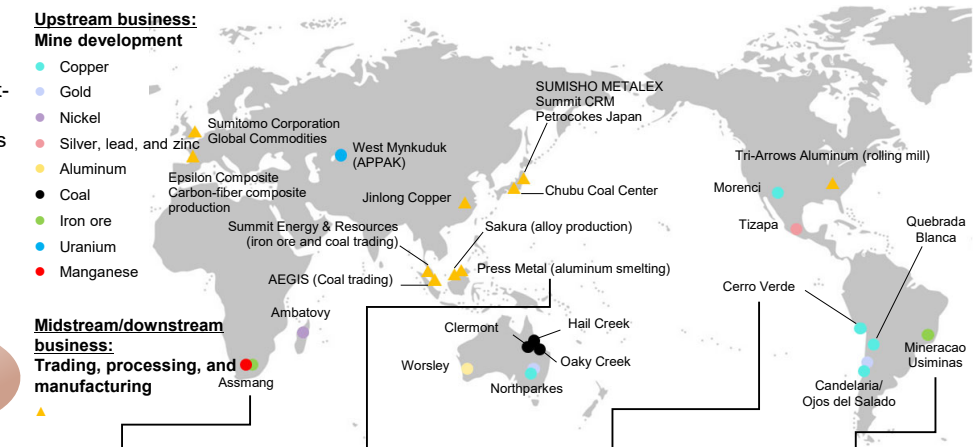 Upstream business:
Mine development
Copper
Gold
Nickel
Silver, lead, and zinc
Aluminum
Coal
Iron ore
Uranium
Manganese
Midstream/downstream
business:
Trading, processing, and
manufacturing
t-
s
Sumitomo Corporation
Global Commodities
Epsilon Composite
Carbon-fiber composite
production
West Mynkuduk
(APPAK)
SUMISHO METALEX
Summit CRM
Petrocokes Japan
Jinlong Copper
Chubu Coal Center
Summit Energy & Resources
(iron ore and coal trading)
Sakura (alloy production)
AEGIS (Coal trading)
Press Metal (aluminum smelting)
Ambatovy
Assmang
Clermont
Hail Creek
Oaky Creek
Worsley
Northparkes
Tri-Arrows Aluminum (rolling mill)
Morenci
Tizapa
Quebrada
Blanca
Cerro Verde
Mineracao
Usiminas
Candelaria/
Ojos del Salado